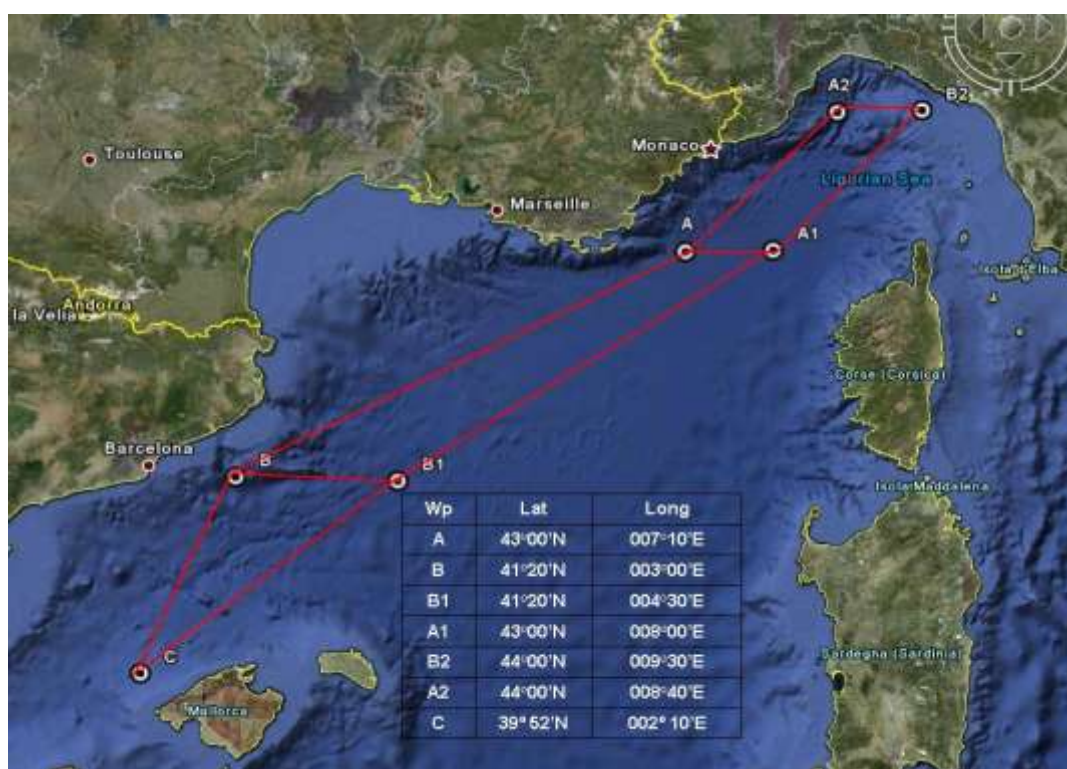 A2
B2
Monaco
Toulouse
Ligurian Sea
Marseille
A
A1
Isola d'Elba
Andorra
la Vella
Corse (Corsica)
Barcelona
B
B1
Isola Maddalena
Wp Lat Long
A 43°00'N 007°10'E
B 41°20'N 003°00'E
B1 41°20'N 004°30'E
A1 43°00'N 008°00'E
B2 44°00'N 009°30'E
A2 44°00'N 008°40'E
C 39°52'N 002°10'E
C
Sardegna (Sardinia)
Mallorca